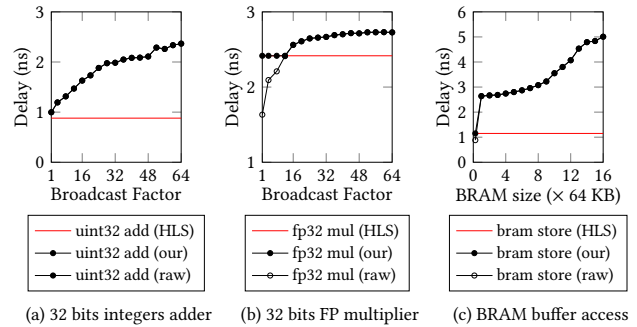 3
2
1
0
1 16 32 48 64
Delay (ns)
Broadcast Factor
uint32 add (HLS)
uint32 add (our)
uint32 add (raw)
(a) 32 bits integers adder
3
2
1
1 16 32 48 64
Delay (ns)
Broadcast Factor
fp32 mul (HLS)
fp32 mul (our)
fp32 mul (raw)
(b) 32 bits FP multiplier
6
5
4
3
2
1
0
0 4 8 12 16
Delay (ns)
BRAM size (× 64 KB)
bram store (HLS)
bram store (our)
bram store (raw)
(c) BRAM buffer access